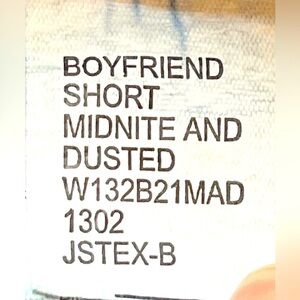 BOYFRIEND
SHORT
MIDNITE AND
DUSTED
W132B21MAD
1302
JSTEX-B